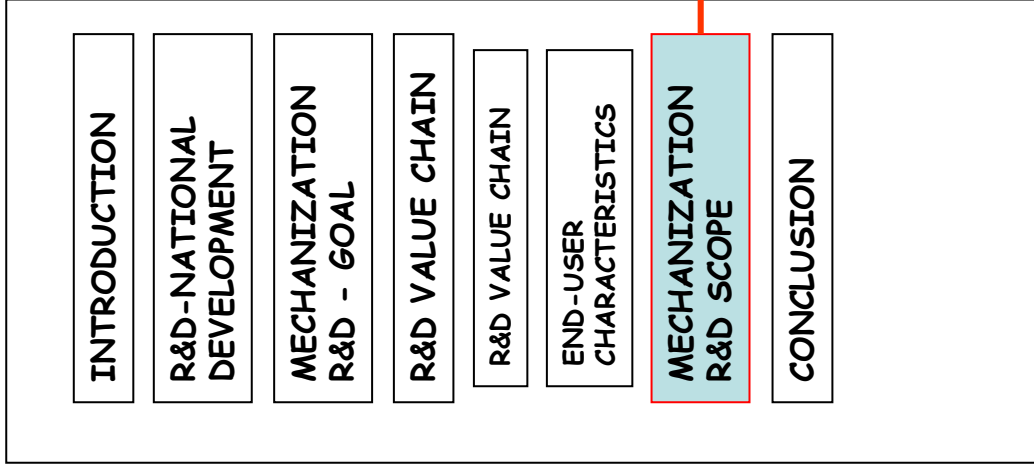 INTRODUCTION
R&D-NATIONAL
DEVELOPMENT
MECHANIZATION
R&D - GOAL
R&D VALUE CHAIN
R&D VALUE CHAIN
END-USER
CHARACTERISTICS
MECHANIZATION
R&D SCOPE
CONCLUSION